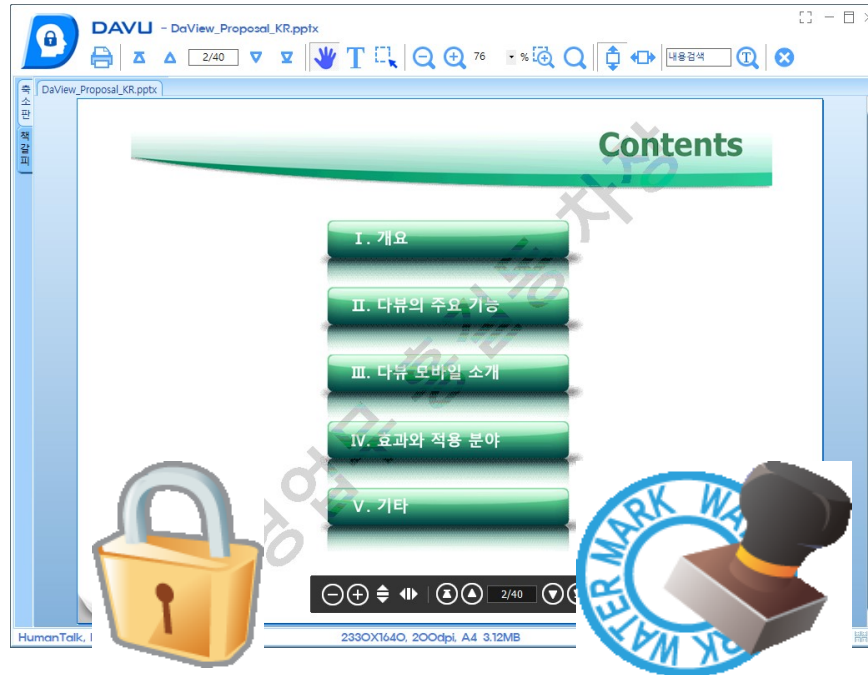 DAVU - DaView_Proposal_KR.pptx
2/40
76
%
내용검색
T
축소판
책갈피
DaView_Proposal_KR.pptx
Contents
Ⅰ. 개요
Ⅱ. 다뷰의 주요 기능
Ⅲ. 다뷰 모바일 소개
Ⅳ. 효과와 적용 분야
Ⅴ. 기타
2/40
WATER MARK WATER MARK
HumanTalk,
2330X1640, 200dpi, A4 3.12MB